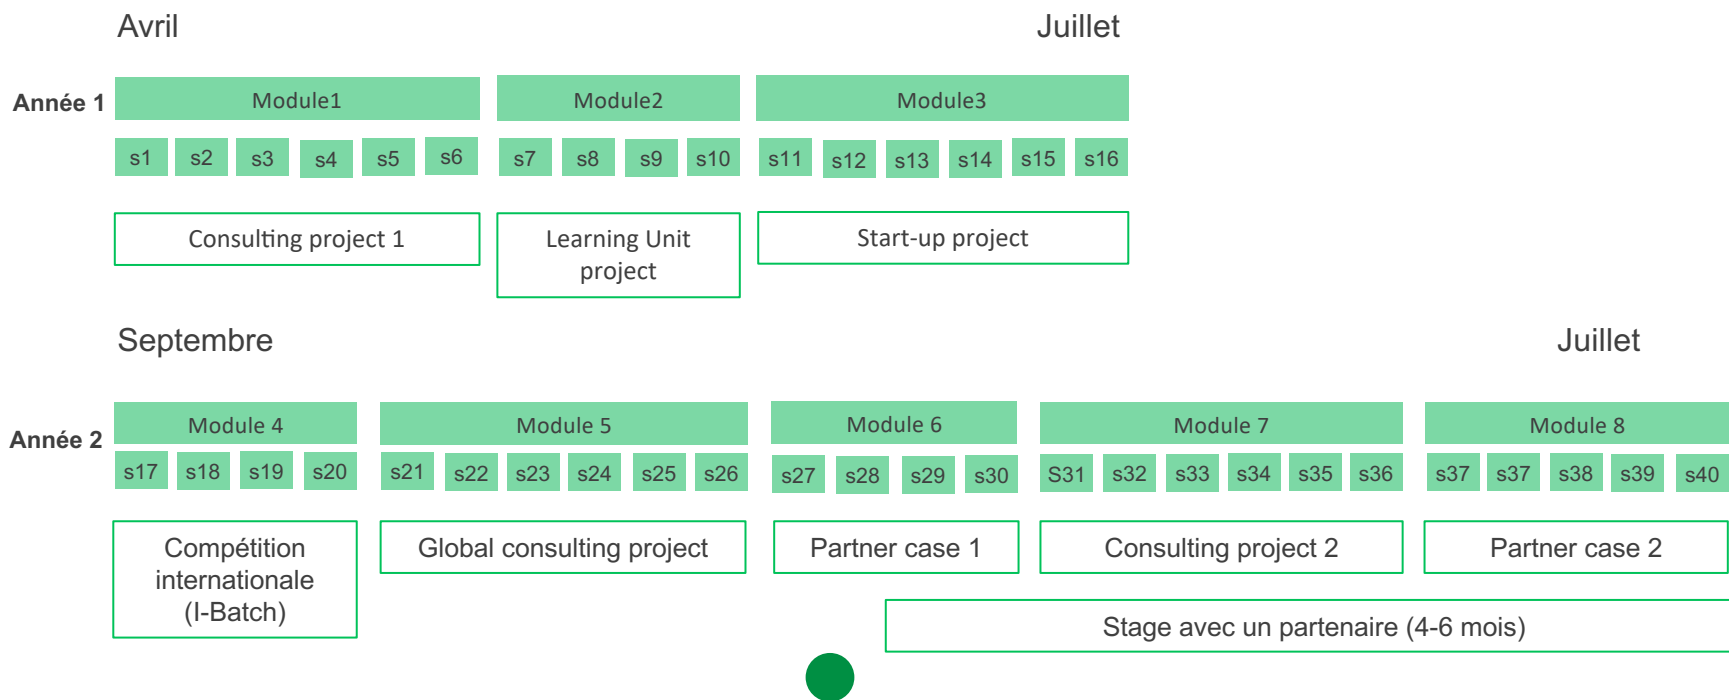 Avril
Juillet
Année 1
Module1
Module2
Module3
s1 s2 s3 s4 s5 s6 s7 s8 s9 s10 s11 s12 s13 s14 s15 s16
Consulting project 1
Learning Unit
project
Start-up project
Septembre
Juillet
Année 2
Module 4
Module 5
Module 6
Module 7
Module 8
s17 s18 s19 s20 s21 s22 s23 s24 s25 s26 s27 s28 s29 s30 S31 s32 s33 s34 s35 s36 s37 s37 s38 s39 s40
Compétition
internationale
(I-Batch)
Global consulting project
Partner case 1
Consulting project 2
Partner case 2
Stage avec un partenaire (4-6 mois)